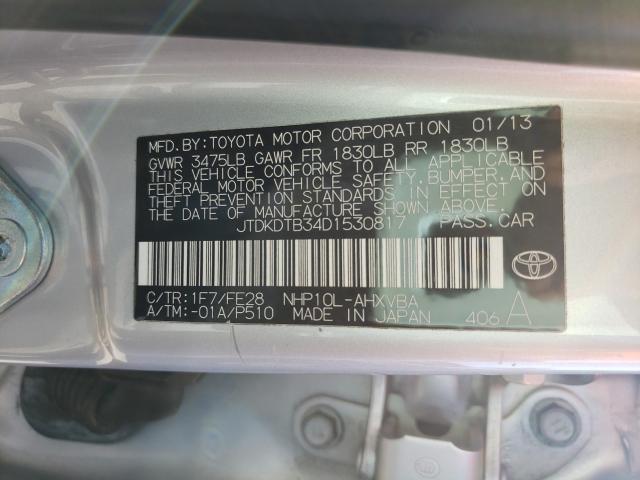 MFD. BY: TOYOTA MOTOR CORPORATION 01/13
GVWR 3475LB GAWR FR 1830LB RR 1830LB
THIS VEHICLE CONFORMS TO ALL APPLICABLE
FEDERAL MOTOR VEHICLE SAFETY, BUMPER, AND
THEFT PREVENTION STANDARDS IN EFFECT ON
THE DATE OF MANUFACTURE SHOWN ABOVE.
JTDKDTB34D1530817 PASS. CAR
C/TR: 1F7/FE28 NHP10L-AHXVBA
A/TM: -01A/P510 MADE IN JAPAN 406 A